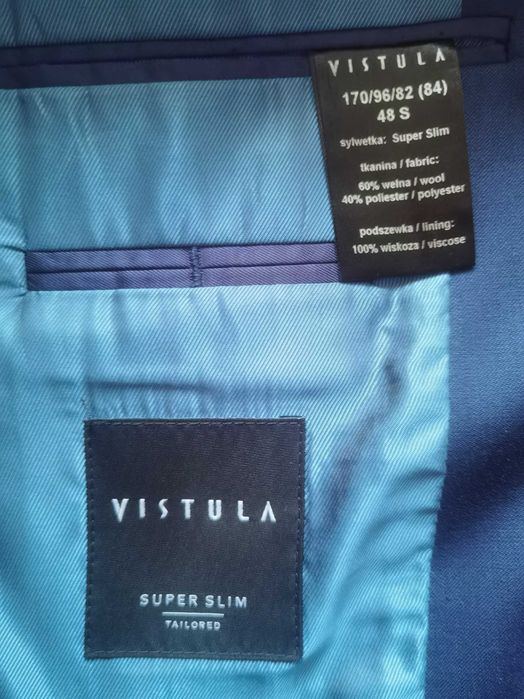 VISTULA
170/96/82 (84)
48 S
sylwetka: Super Slim
tkanina / fabric:
60% wełna / wool
40% poliester / polyester
podszewka / lining:
100% wiskoza / viscose
VISTULA
SUPER SLIM
TAILORED